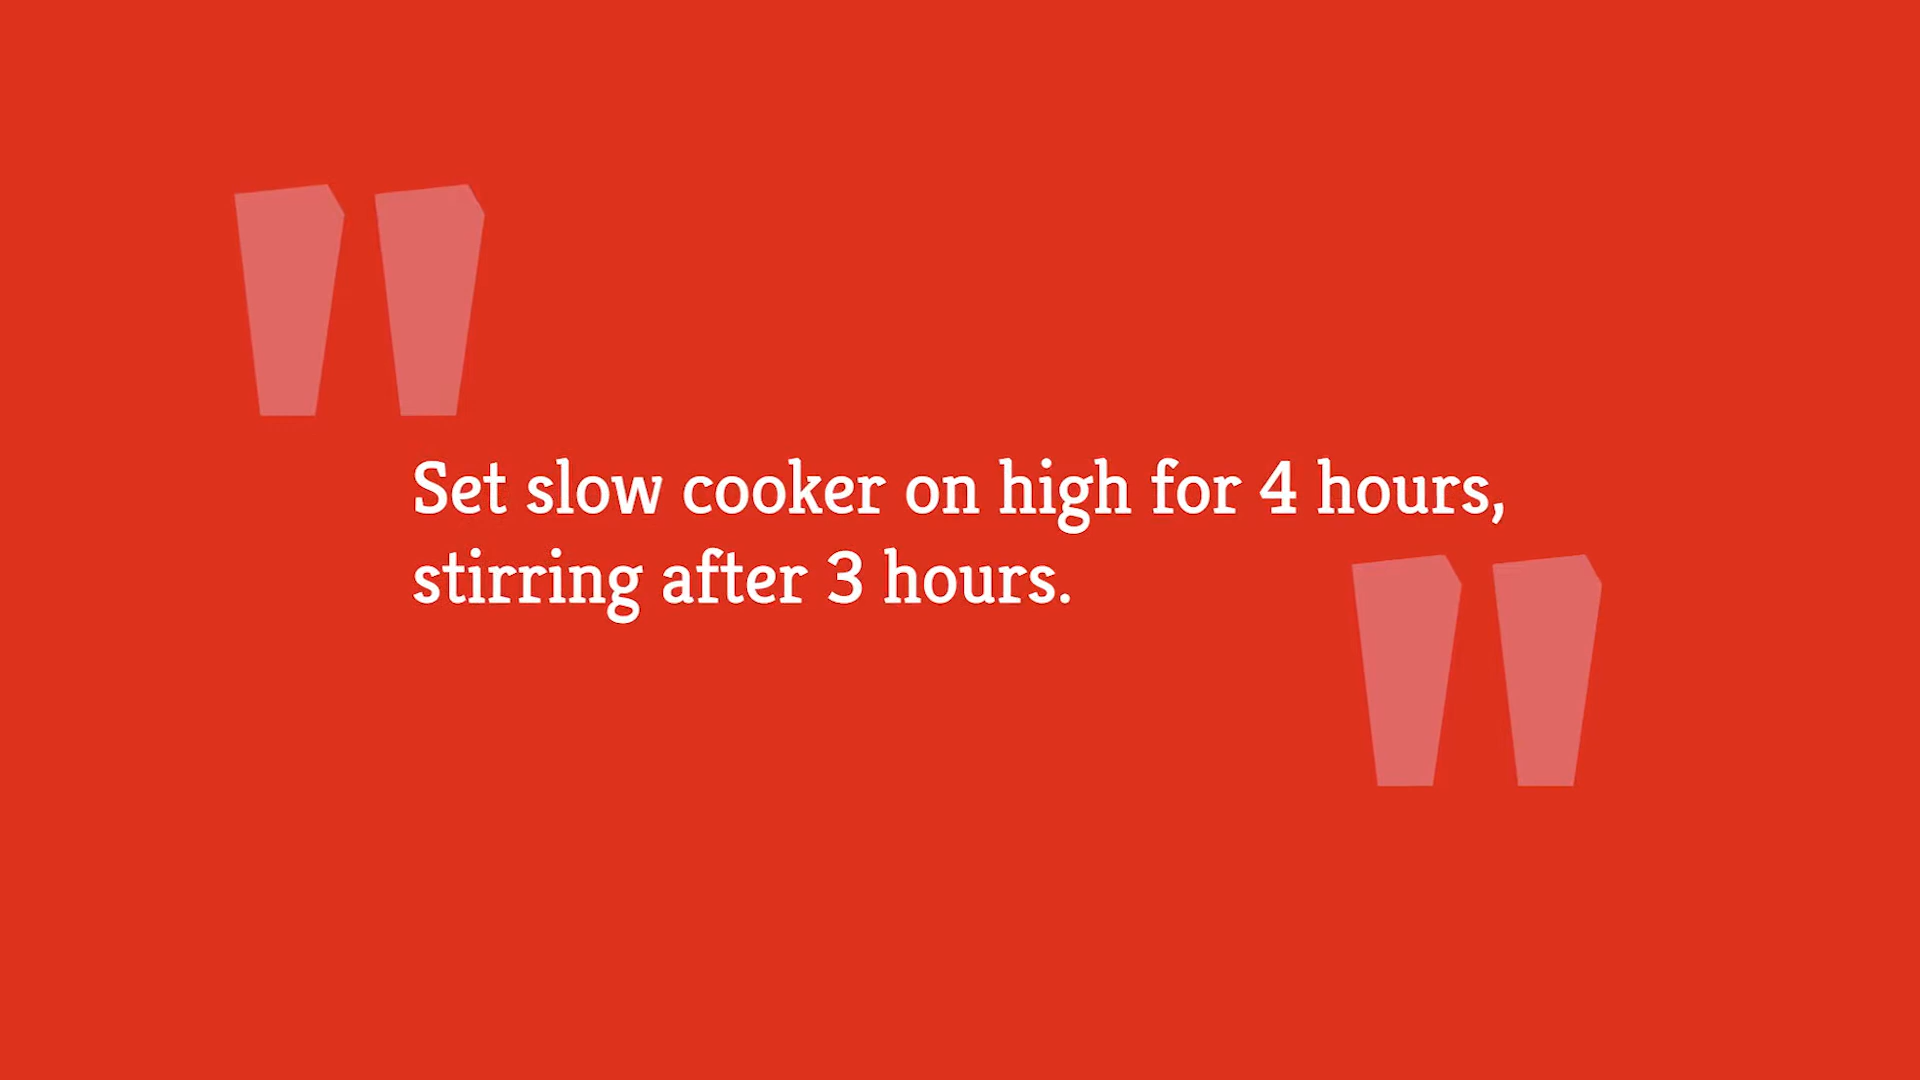 "
Set slow cooker on high for 4 hours,
stirring after 3 hours.
"